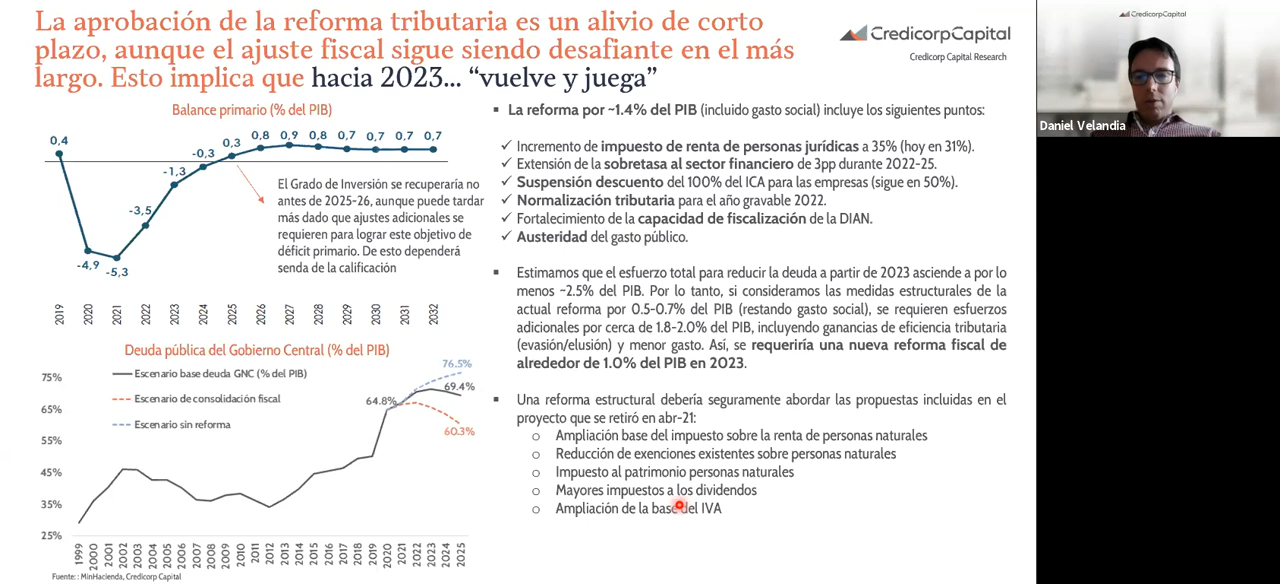 La aprobación de la reforma tributaria es un alivio de corto
plazo, aunque el ajuste fiscal sigue siendo desafiante en el más
largo. Esto implica que hacia 2023... “vuelve y juega”
CredicorpCapital
Credicorp Capital Research
Balance primario (% del PIB)
0,4
-4,9
-5,3
-3,5
-1,3
-0,3
0,3
0,8
0,9
0,8
0,7
0,7
0,7
0,7
El Grado de Inversión se recuperaría no
antes de 2025-26, aunque puede tardar
más dado que ajustes adicionales se
requieren para lograr este objetivo de
déficit primario. De esto dependerá
senda de la calificación
2019
2020
2021
2022
2023
2024
2025
2026
2027
2028
2029
2030
2031
2032
Deuda pública del Gobierno Central (% del PIB)
75%
65%
55%
45%
35%
25%
Escenario base deuda GNC (% del PIB)
Escenario de consolidación fiscal
Escenario sin reforma
64.8%
76.5%
69.4%
60.3%
1999
2000
2001
2002
2003
2004
2005
2006
2007
2008
2009
2010
2011
2012
2013
2014
2015
2016
2017
2018
2019
2020
2021
2022
2023
2024
2025
Fuente: : MinHacienda, Credicorp Capital
▪ La reforma por ~1.4% del PIB (incluido gasto social) incluye los siguientes puntos:
✓ Incremento de impuesto de renta de personas jurídicas a 35% (hoy en 31%).
✓ Extensión de la sobretasa al sector financiero de 3pp durante 2022-25.
✓ Suspensión descuento del 100% del ICA para las empresas (sigue en 50%).
✓ Normalización tributaria para el año gravable 2022.
✓ Fortalecimiento de la capacidad de fiscalización de la DIAN.
✓ Austeridad del gasto público.
▪ Estimamos que el esfuerzo total para reducir la deuda a partir de 2023 asciende a por lo
menos ~2.5% del PIB. Por lo tanto, si consideramos las medidas estructurales de la
actual reforma por 0.5-0.7% del PIB (restando gasto social), se requieren esfuerzos
adicionales por cerca de 1.8-2.0% del PIB, incluyendo ganancias de eficiencia tributaria
(evasión/elusión) y menor gasto. Así, se requeriría una nueva reforma fiscal de
alrededor de 1.0% del PIB en 2023.
▪ Una reforma estructural debería seguramente abordar las propuestas incluidas en el
proyecto que se retiró en abr-21:
o Ampliación base del impuesto sobre la renta de personas naturales
o Reducción de exenciones existentes sobre personas naturales
o Impuesto al patrimonio personas naturales
o Mayores impuestos a los dividendos
o Ampliación de la base del IVA
CredicorpCapital
Daniel Velandia